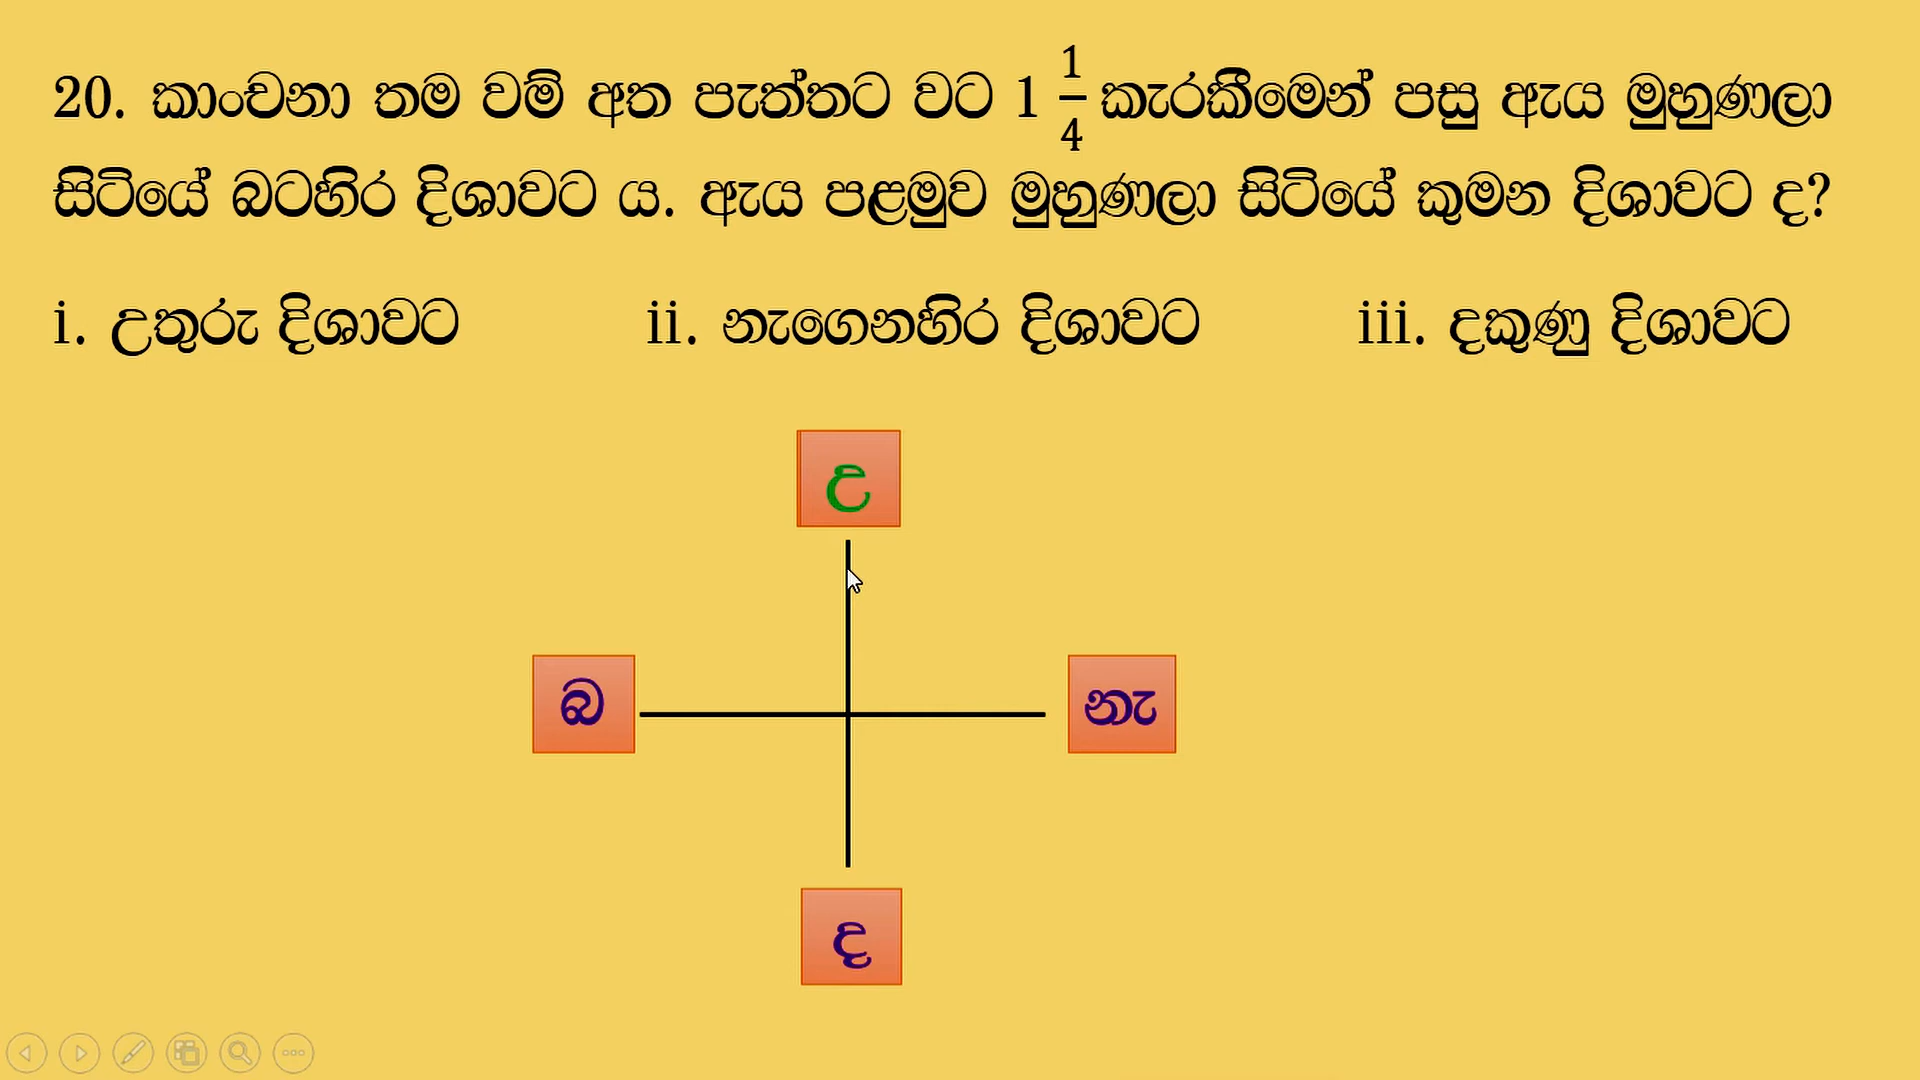 20. කාංචනා තම වම් අත පැත්තට වට 1 1/4 කැරකීමෙන් පසු ඇය මුහුණලා
සිටියේ බටහිර දිශාවට ය. ඇය පළමුව මුහුණලා සිටියේ කුමන දිශාවට ද?
i. උතුරු දිශාවට ii. නැගෙනහිර දිශාවට iii. දකුණු දිශාවට
උ
බ නැ
ද